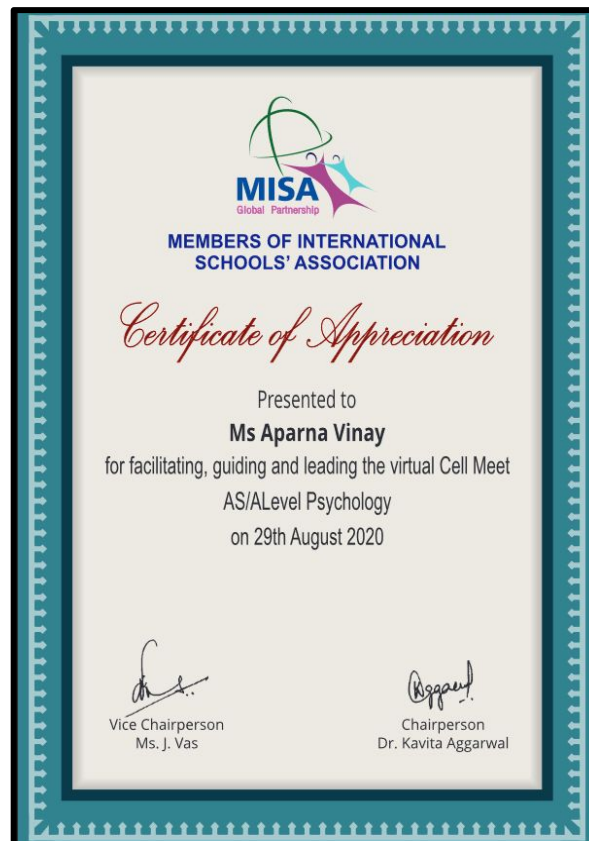 MISA
Global Partnership
MEMBERS OF INTERNATIONAL
SCHOOLS' ASSOCIATION
Certificate of Appreciation
Presented to
Ms Aparna Vinay
for facilitating, guiding and leading the virtual Cell Meet
AS/ALevel Psychology
on 29th August 2020
Vice Chairperson
Ms. J. Vas
Chairperson
Dr. Kavita Aggarwal